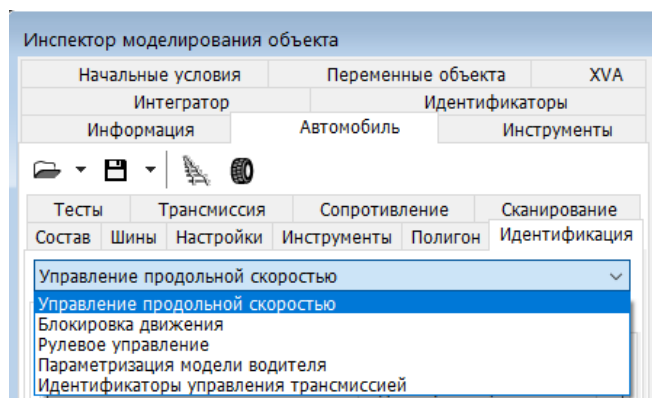 Инспектор моделирования объекта
Начальные условия Переменные объекта XVA
Интегратор Идентификаторы
Информация Автомобиль Инструменты
Тесты Трансмиссия Сопротивление Сканирование
Состав Шины Настройки Инструменты Полигон Идентификация
Управление продольной скоростью
Управление продольной скоростью
Блокировка движения
Рулевое управление
Параметризация модели водителя
Идентификаторы управления трансмиссией